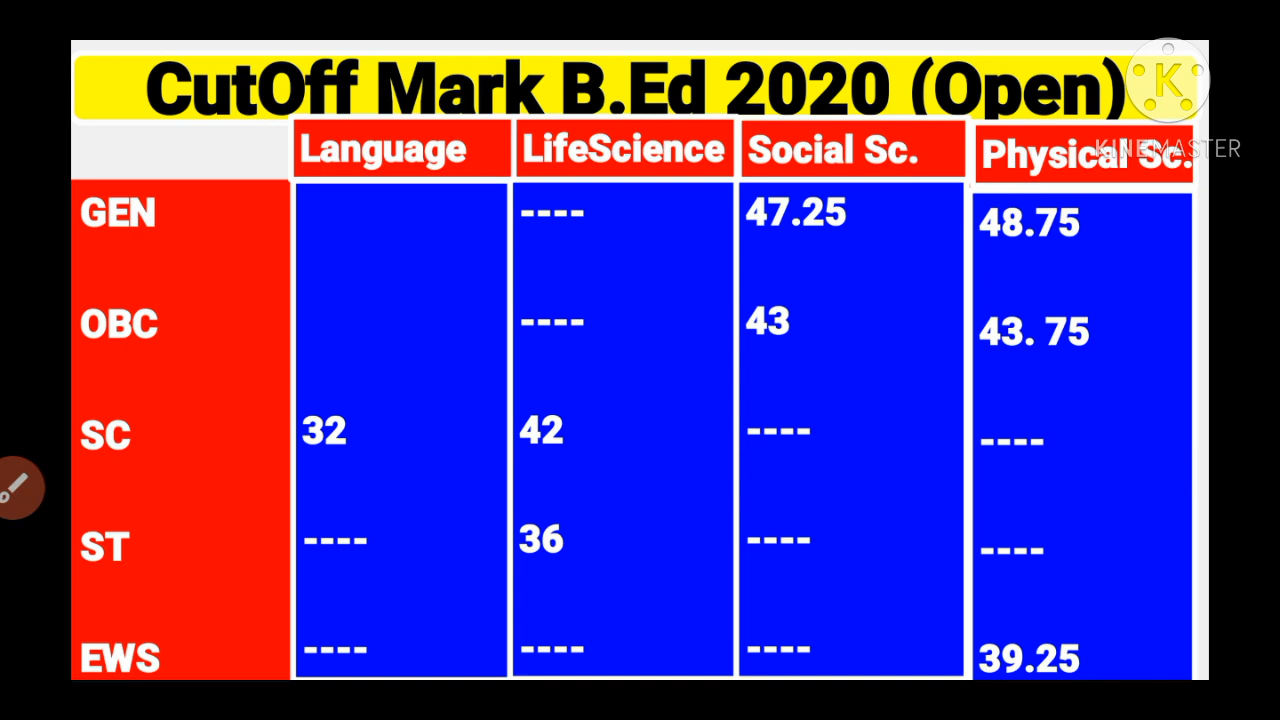 CutOff Mark B.Ed 2020 (Open)
K
KINEMASTER
Language LifeScience Social Sc. Physical Sc.
GEN ---- 47.25 48.75
OBC ---- 43 43. 75
SC 32 42 ---- ----
ST ---- 36 ---- ----
EWS ---- ---- ---- 39.25